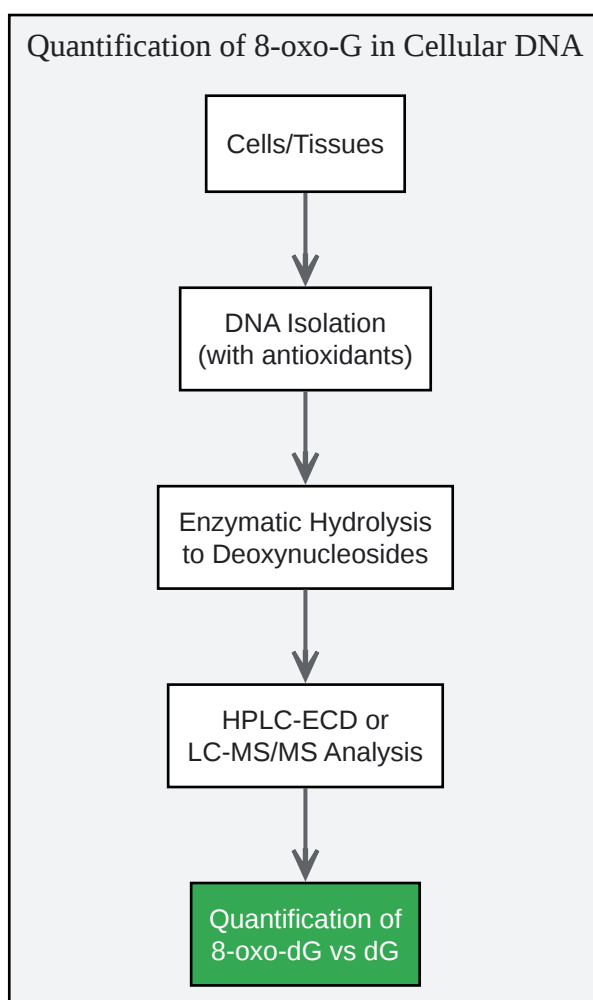 Quantification of 8-oxo-G in Cellular DNA
Cells/Tissues
DNA Isolation
(with antioxidants)
Enzymatic Hydrolysis
to Deoxynucleosides
HPLC-ECD or
LC-MS/MS Analysis
Quantification of
8-oxo-dG vs dG